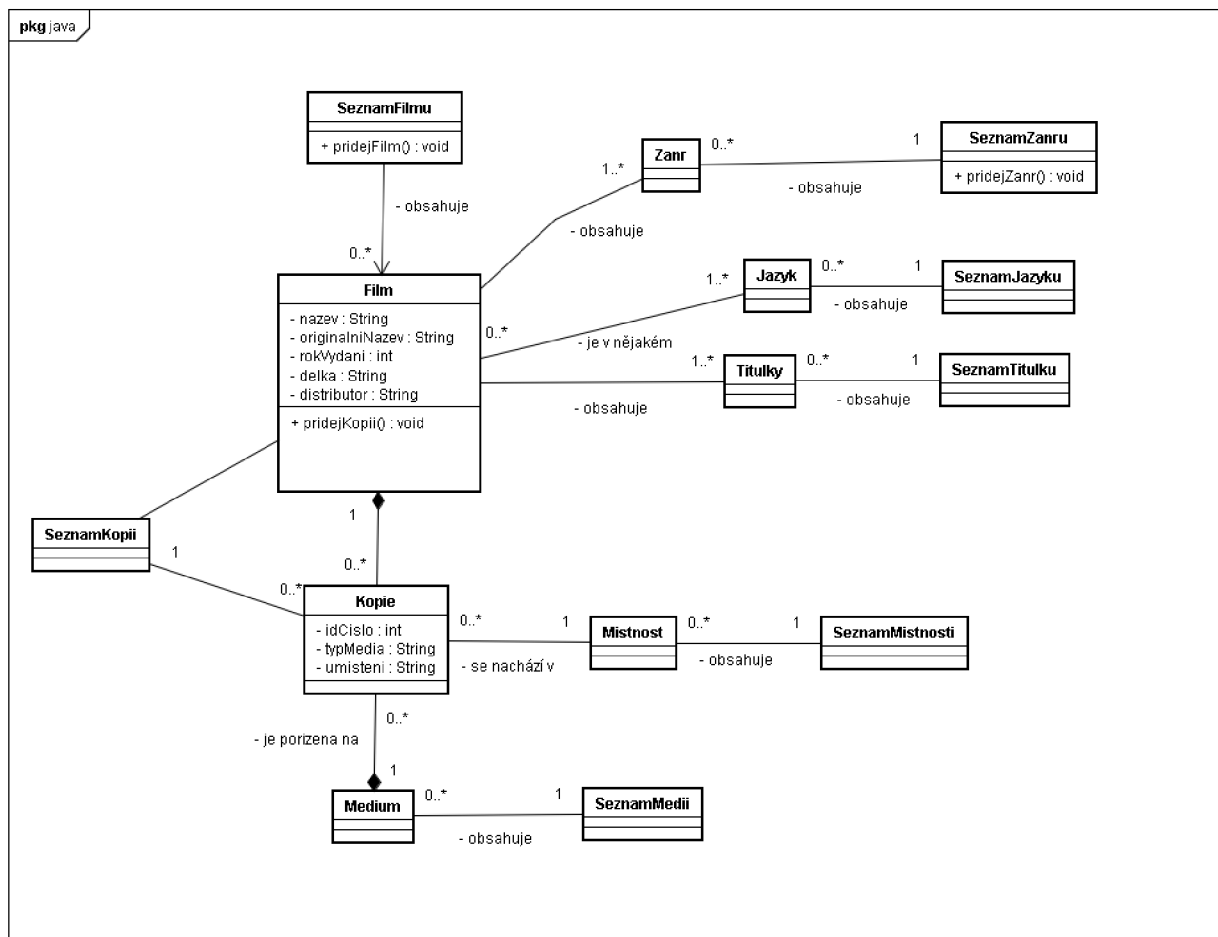 pkg java
SeznamFilmu
+ pridejFilm() : void
- obsahuje
0..*
Film
- nazev : String
- originalniNazev : String
- rokVydani : int
- delka : String
- distributor : String
+ pridejKopii() : void
1..*
Zanr
0..*
1
- obsahuje
SeznamZanru
+ pridejZanr() : void
- obsahuje
0..*
1..*
Jazyk
0..*
1
- obsahuje
SeznamJazyku
- je v nějakém
1..*
Titulky
0..*
1
- obsahuje
SeznamTitulku
- obsahuje
SeznamKopii
1
0..*
1
0..*
Kopie
- idCislo : int
- typMedia : String
- umisteni : String
0..*
1
- se nachází v
Mistnost
0..*
1
- obsahuje
SeznamMistnosti
0..*
- je porizena na
1
Medium
0..*
1
- obsahuje
SeznamMedii